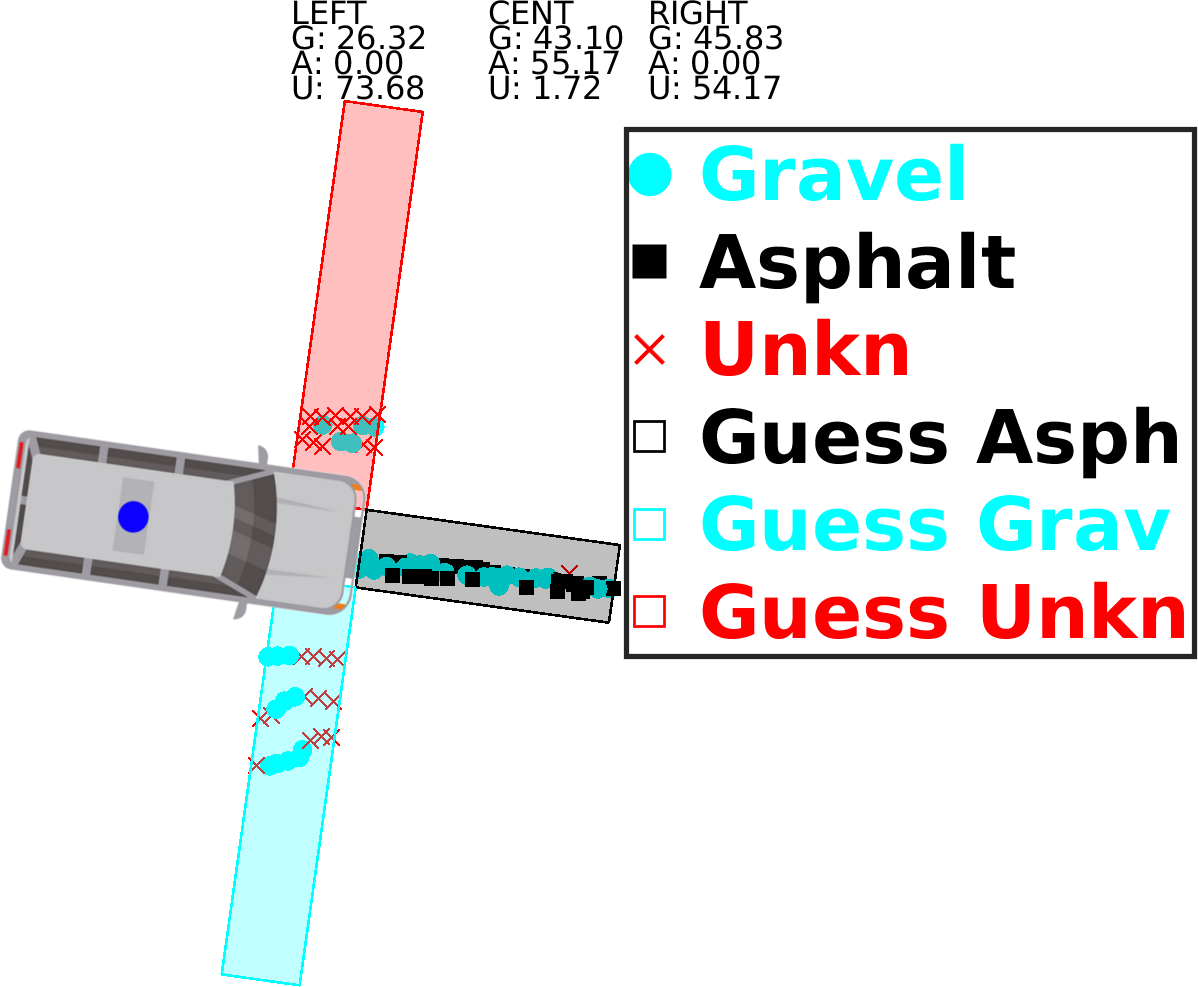 LEFT CENT RIGHT
G: 26.32 G: 43.10 G: 45.83
A: 0.00 A: 55.17 A: 0.00
U: 73.68 U: 1.72 U: 54.17
Gravel
Asphalt
Unkn
Guess Asph
Guess Grav
Guess Unkn